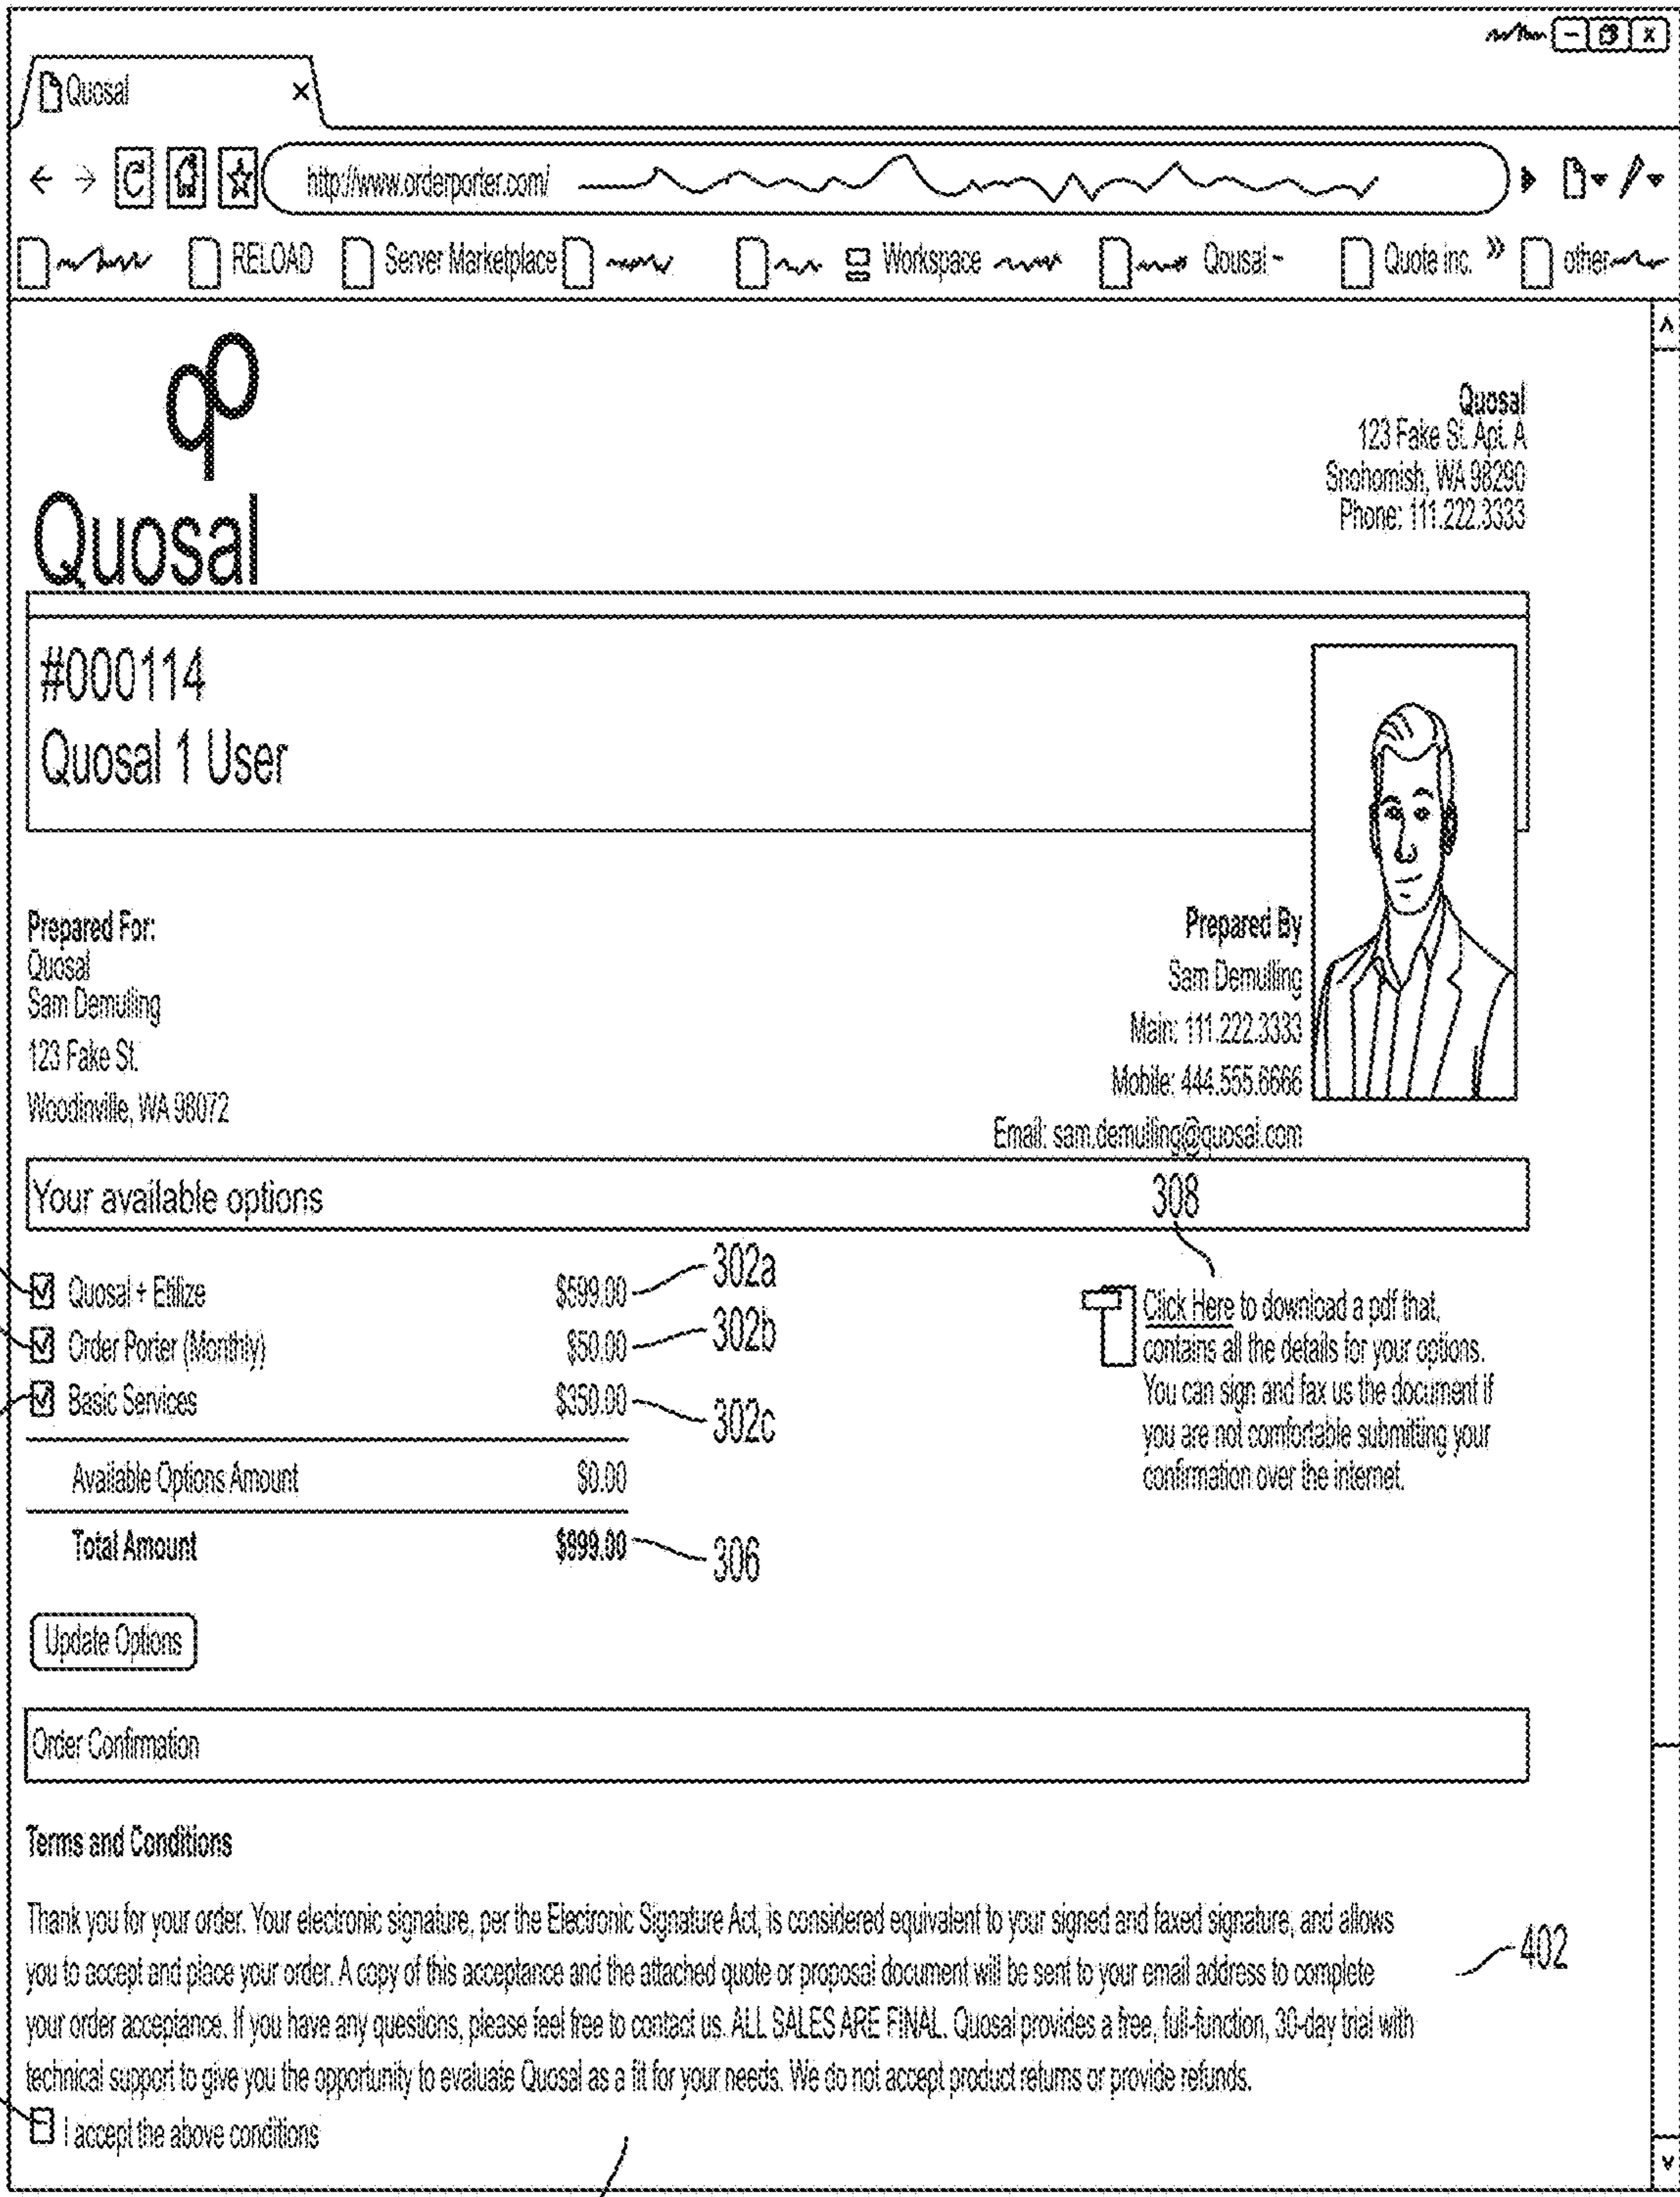 Quosal
http://www.orderporter.com/
RELOAD Server Marketplace Workspace Qousal - Quote inc. » other
qp
Quosal
Quosal
123 Fake St. Apt. A
Snohomish, WA 98290
Phone: 111.222.3333
#000114
Quosal 1 User
Prepared For:
Quosal
Sam Demulling
123 Fake St.
Woodinville, WA 98072
Prepared By
Sam Demulling
Main: 111.222.3333
Mobile: 444.555.6666
Email: sam.demulling@quosal.com
Your available options
308
Quosal + Etilize $599.00 302a
Order Porter (Monthly) $50.00 302b
Basic Services $350.00 302c
Available Options Amount $0.00
Total Amount $999.00 306
Click Here to download a pdf that,
contains all the details for your options.
You can sign and fax us the document if
you are not comfortable submitting your
confirmation over the internet.
Update Options
Order Confirmation
Terms and Conditions
Thank you for your order. Your electronic signature, per the Electronic Signature Act, is considered equivalent to your signed and faxed signature, and allows
you to accept and place your order. A copy of this acceptance and the attached quote or proposal document will be sent to your email address to complete
your order acceptance. If you have any questions, please feel free to contact us. ALL SALES ARE FINAL. Quosal provides a free, full-function, 30-day trial with
technical support to give you the opportunity to evaluate Quosal as a fit for your needs. We do not accept product returns or provide refunds.
402
I accept the above conditions